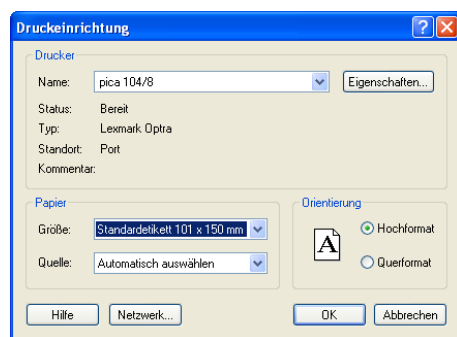 Druckeinrichtung
Drucker
Name: pica 104/8 Eigenschaften...
Status: Bereit
Typ: Lexmark Optra
Standort: Port
Kommentar:
Papier
Größe: Standardetikett 101 x 150 mm
Quelle: Automatisch auswählen
Orientierung
A
Hochformat
Querformat
Hilfe Netzwerk... OK Abbrechen